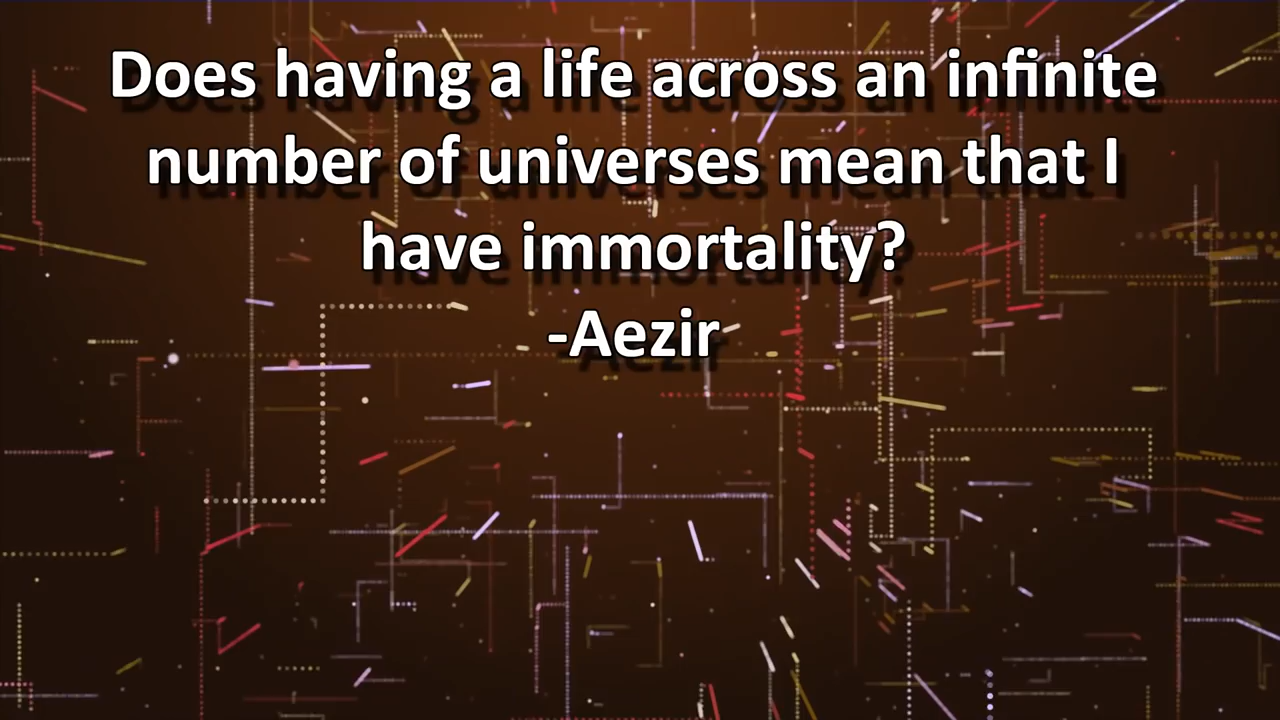 Does having a life across an infinite
number of universes mean that I
have immortality?
-Aezir